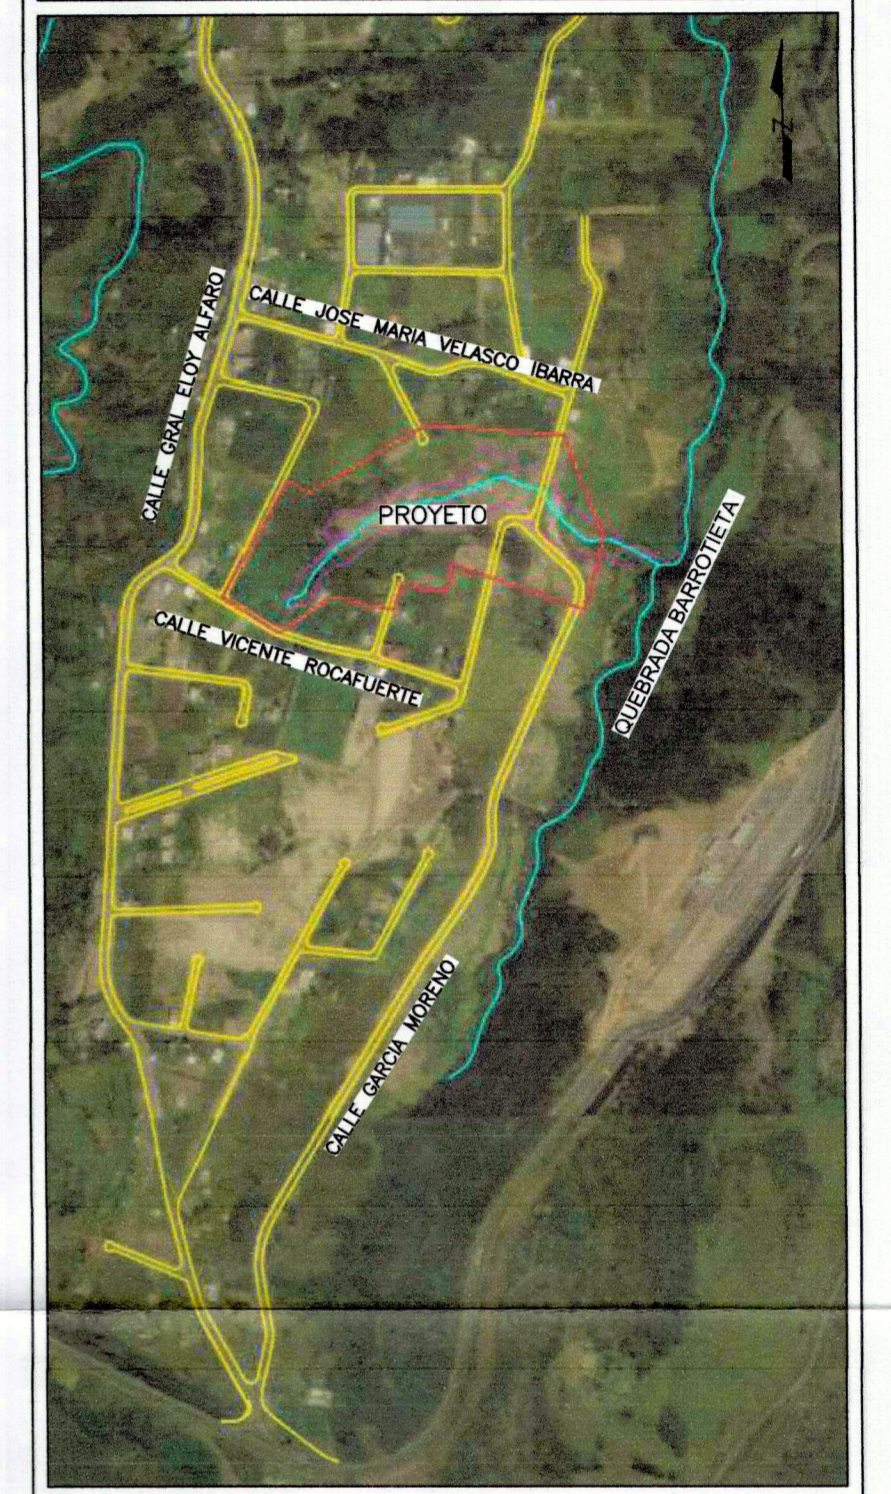 N
CALLE GRAL ELOY ALFARO
CALLE JOSE MARIA VELASCO IBARRA
PROYETO
QUEBRADA BARROTIETA
CALLE VICENTE ROCAFUERTE
CALLE GARCIA MORENO